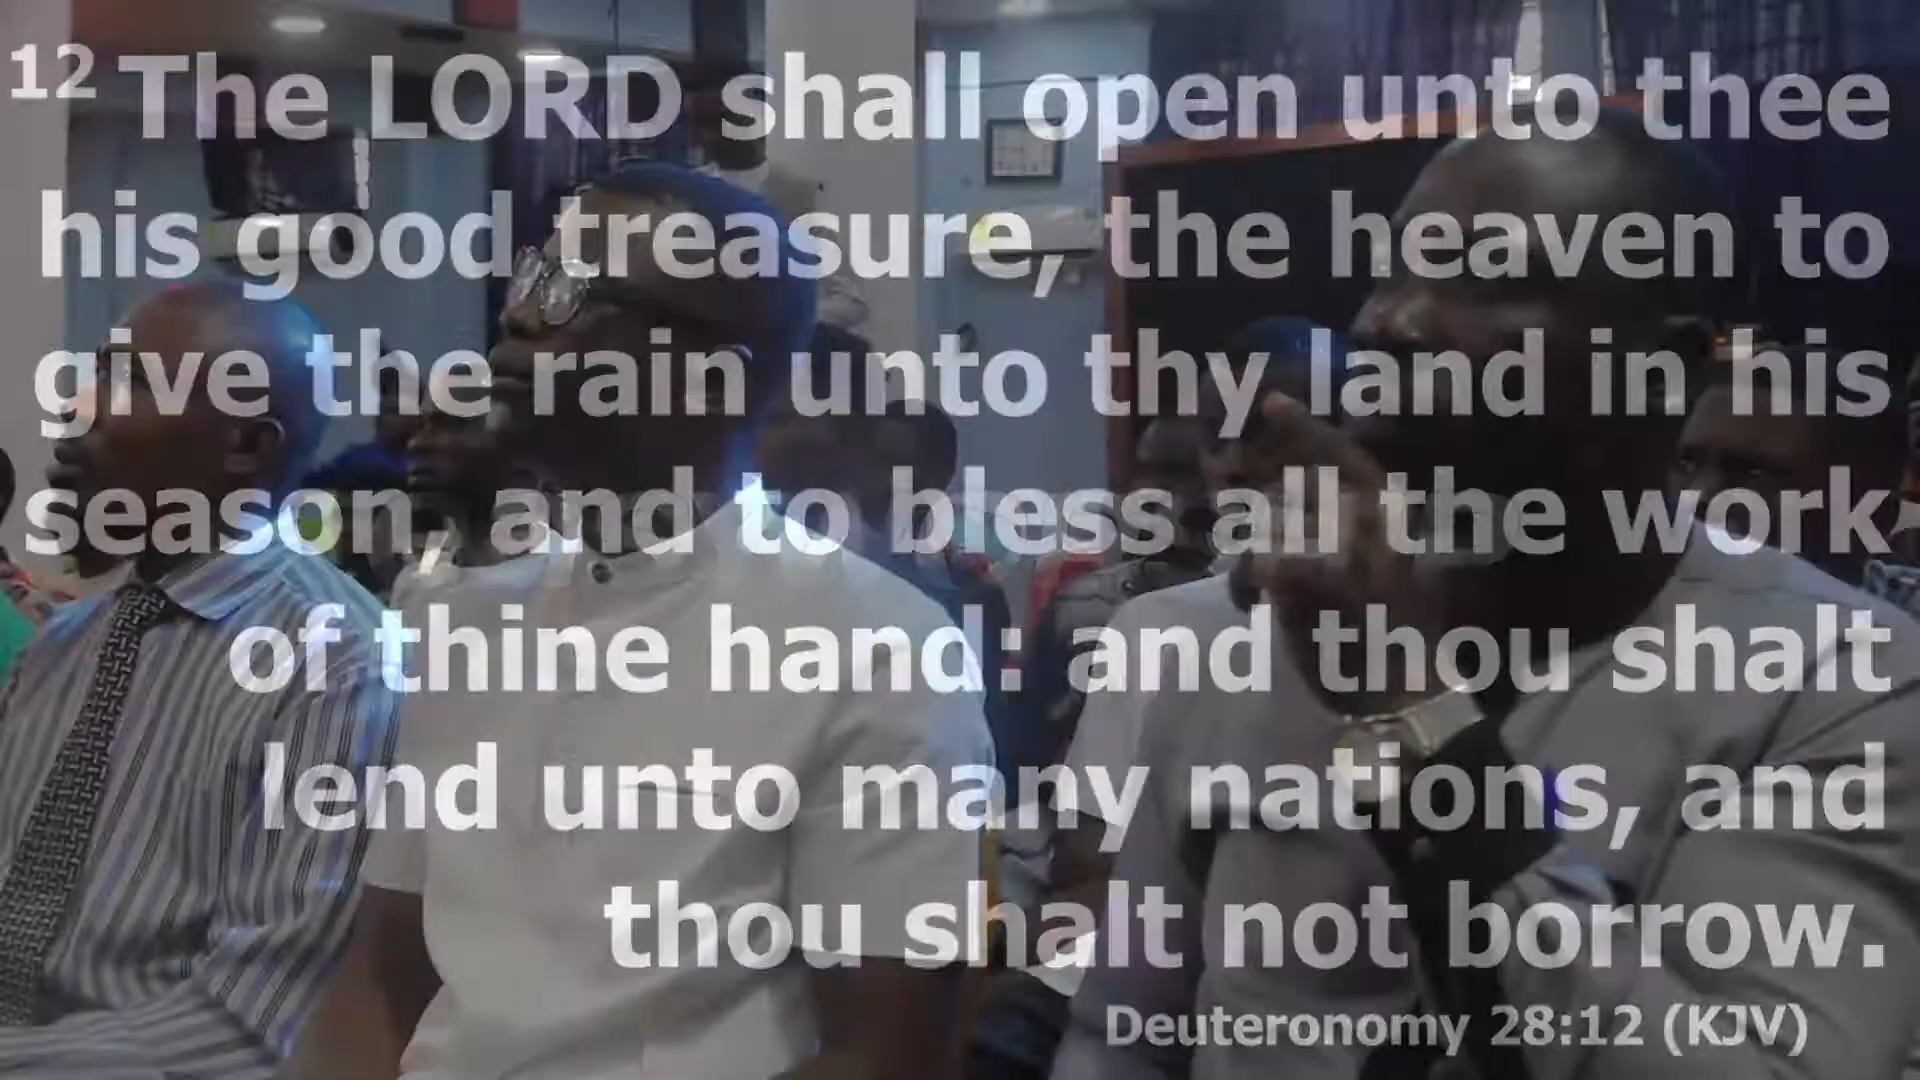 12 The LORD shall open unto thee
his good treasure, the heaven to
give the rain unto thy land in his
season, and to bless all the work
of thine hand: and thou shalt
lend unto many nations, and
thou shalt not borrow.
Deuteronomy 28:12 (KJV)